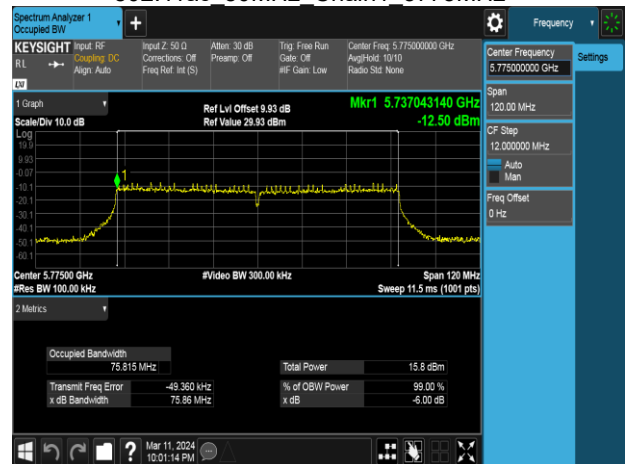 Spectrum Analyzer 1
Occupied BW
Frequency
KEYSIGHT
Input: RF
Input Z: 50 Ω
Atten: 30 dB
Trig: Free Run
Center Freq: 5.775000000 GHz
RL
Coupling: DC
Corrections: Off
Preamp: Off
Gate: Off
Avg|Hold: 10/10
Align: Auto
Freq Ref: Int (S)
#IF Gain: Low
Radio Std: None
LXI
Center Frequency
5.775000000 GHz
Settings
Span
120.00 MHz
CF Step
12.000000 MHz
Auto
Man
Freq Offset
0 Hz
1 Graph
Ref Lvl Offset 9.93 dB
Mkr1 5.737043140 GHz
Scale/Div 10.0 dB
Ref Value 29.93 dBm
-12.50 dBm
Log
19.9
9.93
-0.07
-10.1
-20.1
-30.1
-40.1
-50.1
-60.1
1
Center 5.77500 GHz
#Video BW 300.00 kHz
Span 120 MHz
#Res BW 100.00 kHz
Sweep 11.5 ms (1001 pts)
2 Metrics
Occupied Bandwidth
75.815 MHz
Total Power
15.8 dBm
Transmit Freq Error
-49.360 kHz
% of OBW Power
99.00 %
x dB Bandwidth
75.86 MHz
x dB
-6.00 dB
?
Mar 11, 2024
10:01:14 PM